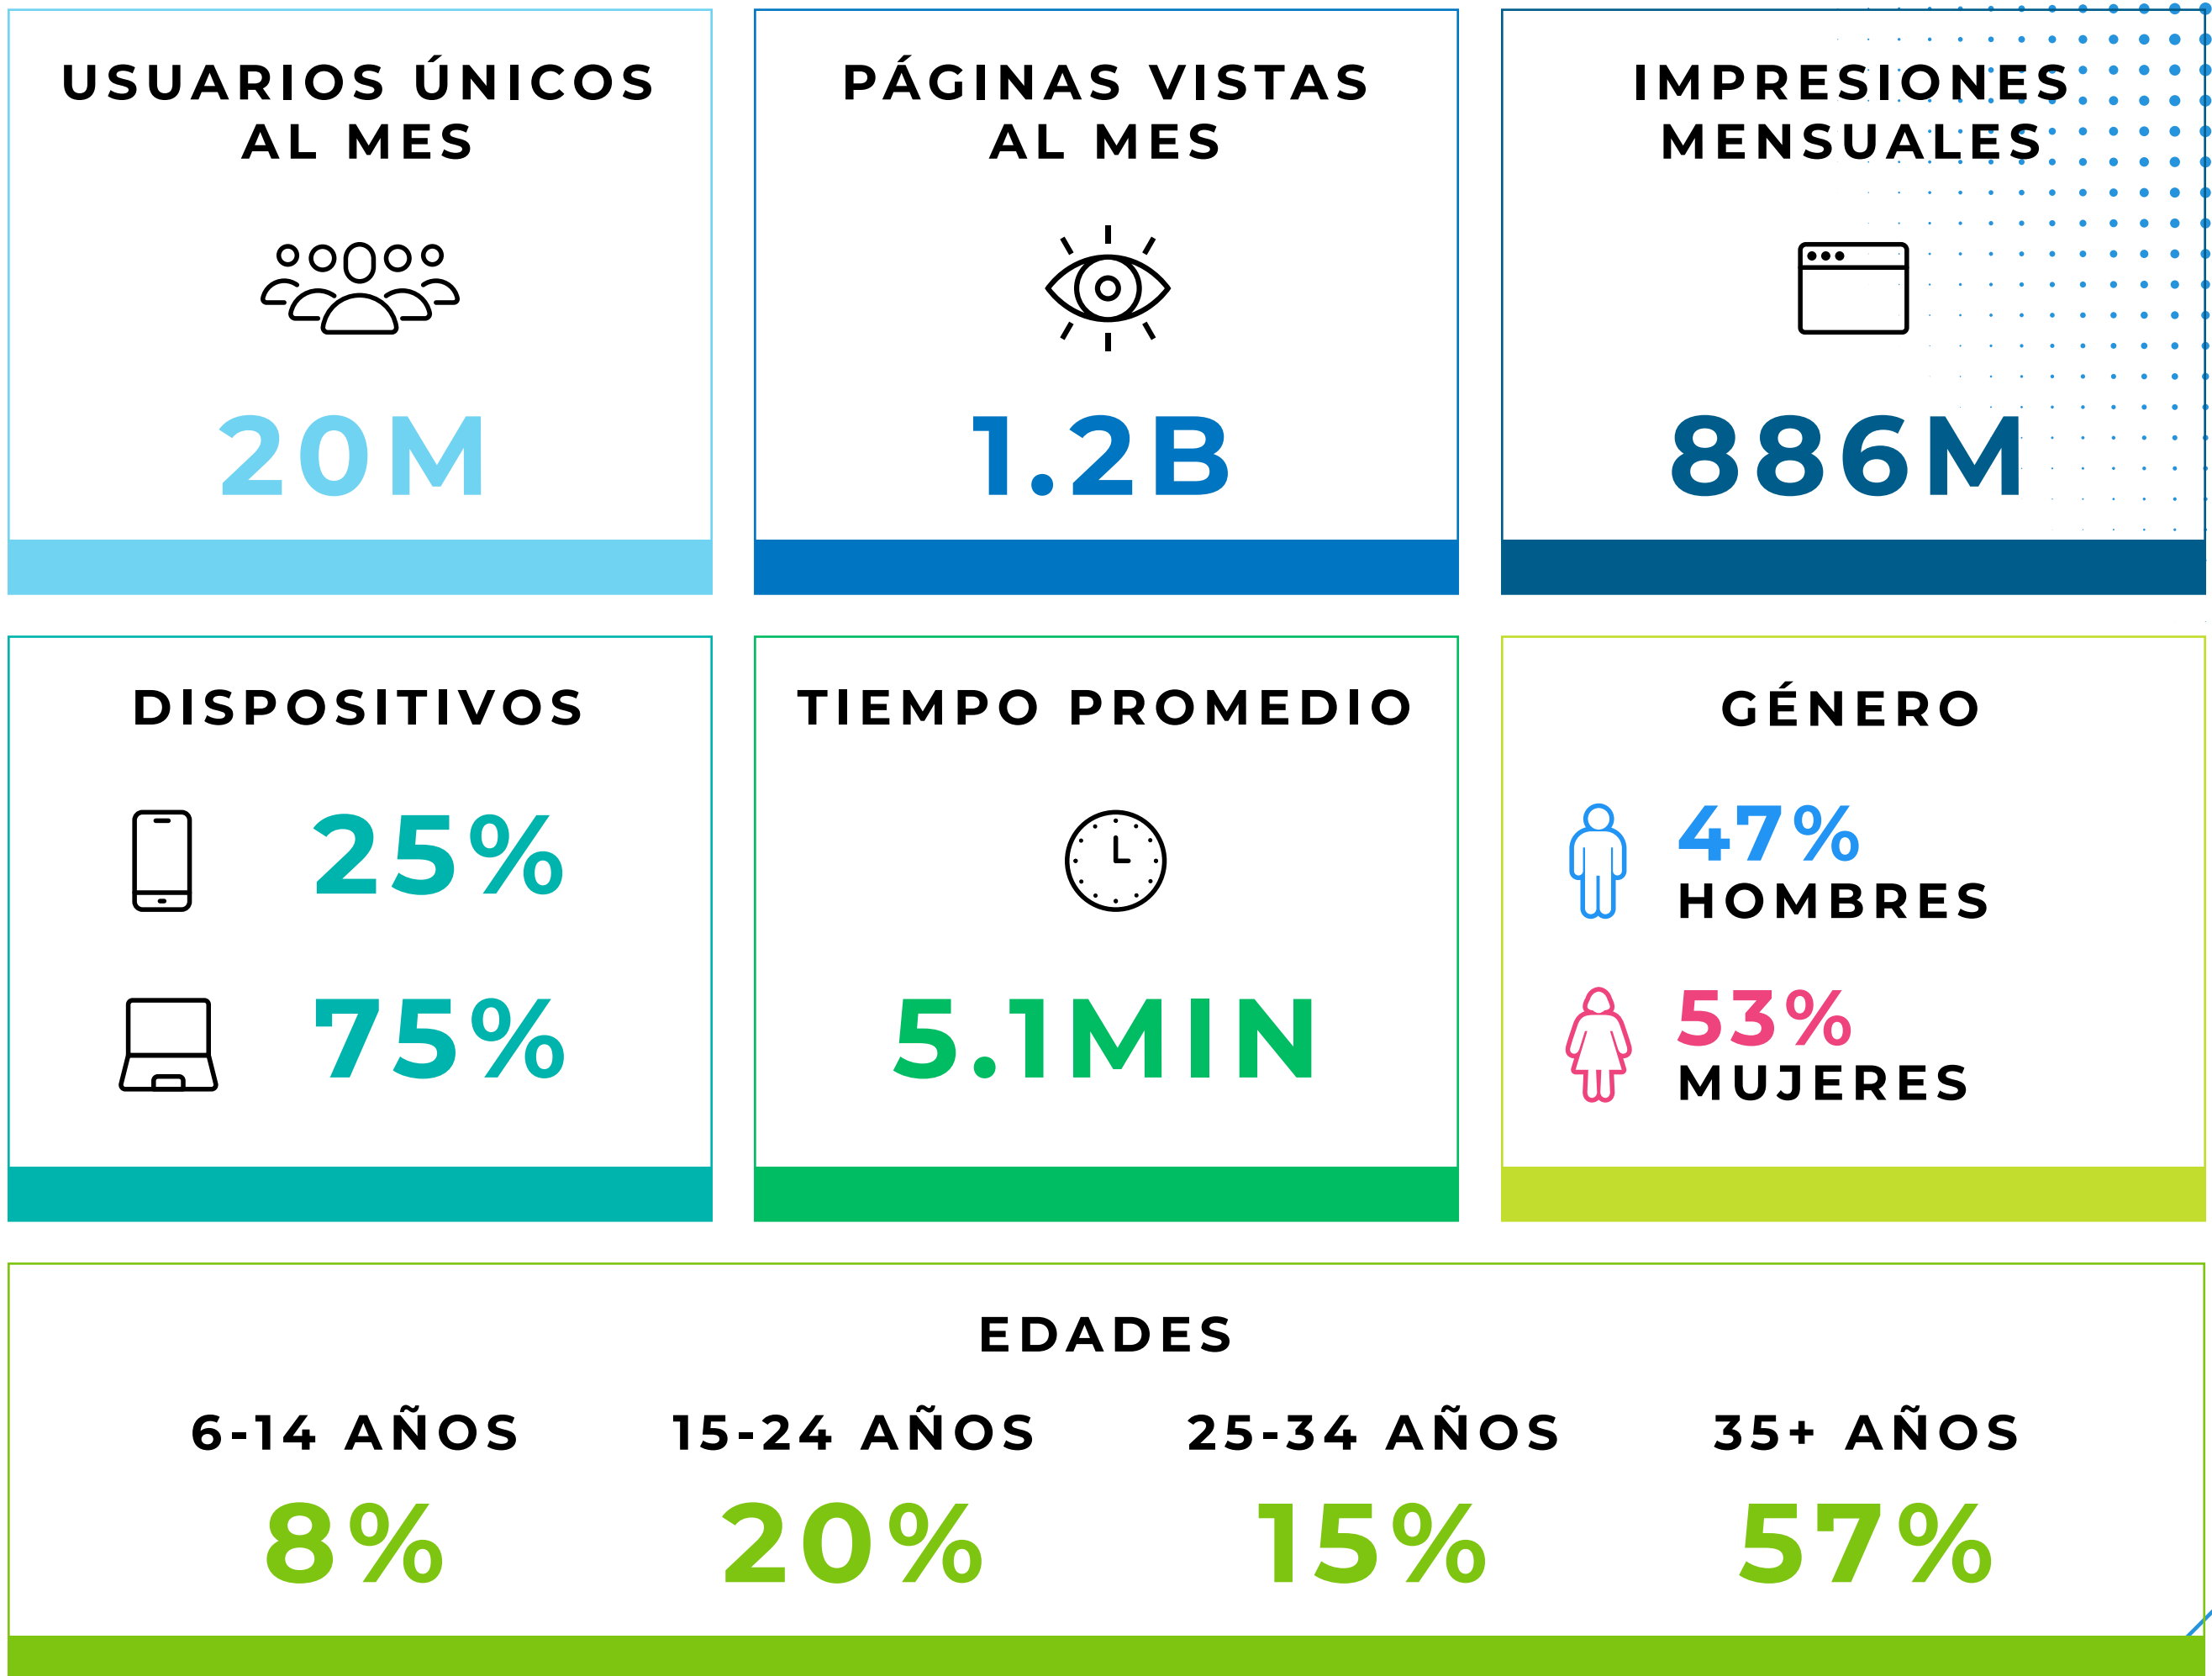 USUARIOS ÚNICOS
AL MES
20M
PÁGINAS VISTAS
AL MES
1.2B
IMPRESIONES
MENSUALES
886M
DISPOSITIVOS
25%
75%
TIEMPO PROMEDIO
5.1MIN
GÉNERO
47%
HOMBRES
53%
MUJERES
EDADES
6-14 AÑOS
8%
15-24 AÑOS
20%
25-34 AÑOS
15%
35+ AÑOS
57%